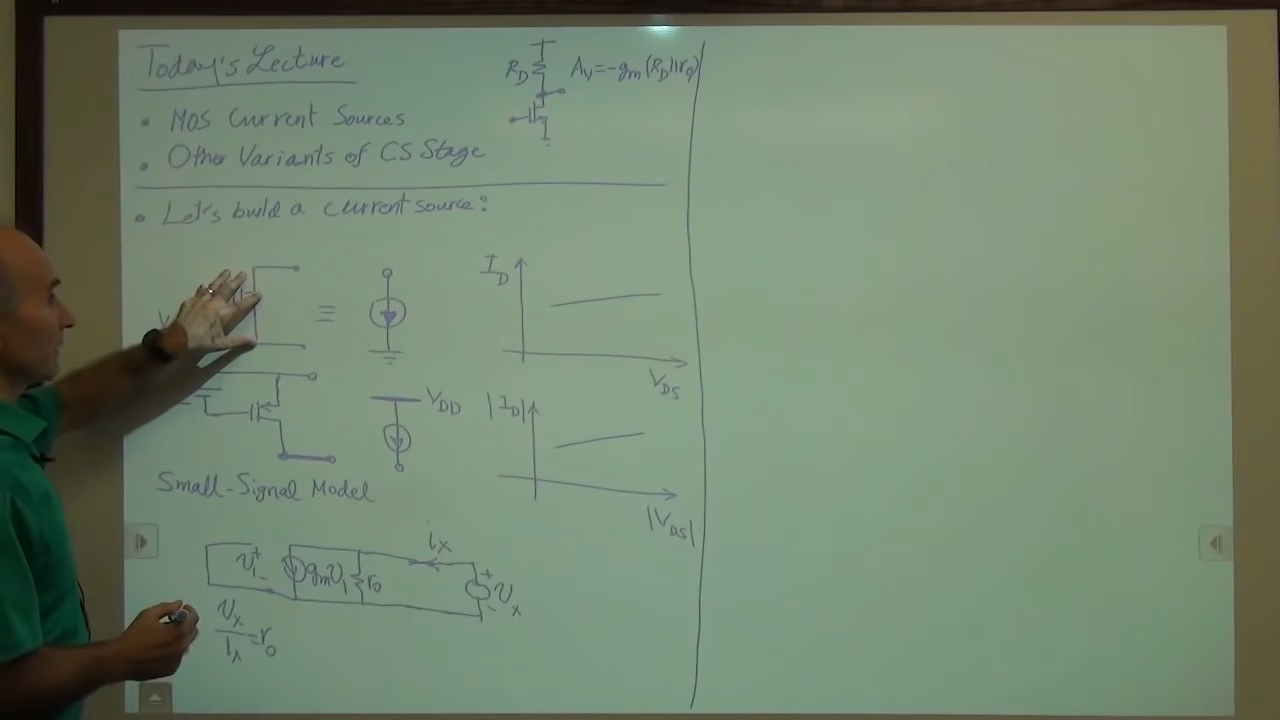 Today's Lecture
• MOS Current Sources
• Other Variants of CS Stage
R_D
A_V=-g_m(R_D||r_O)
• Let's build a current source:
V
≡
I_D
V_DS
V_DD
|I_D|
|V_DS|
Small-Signal Model
v_1 + -
g_m v_1
r_O
i_X
+ - v_X
v_X/i_X = r_O